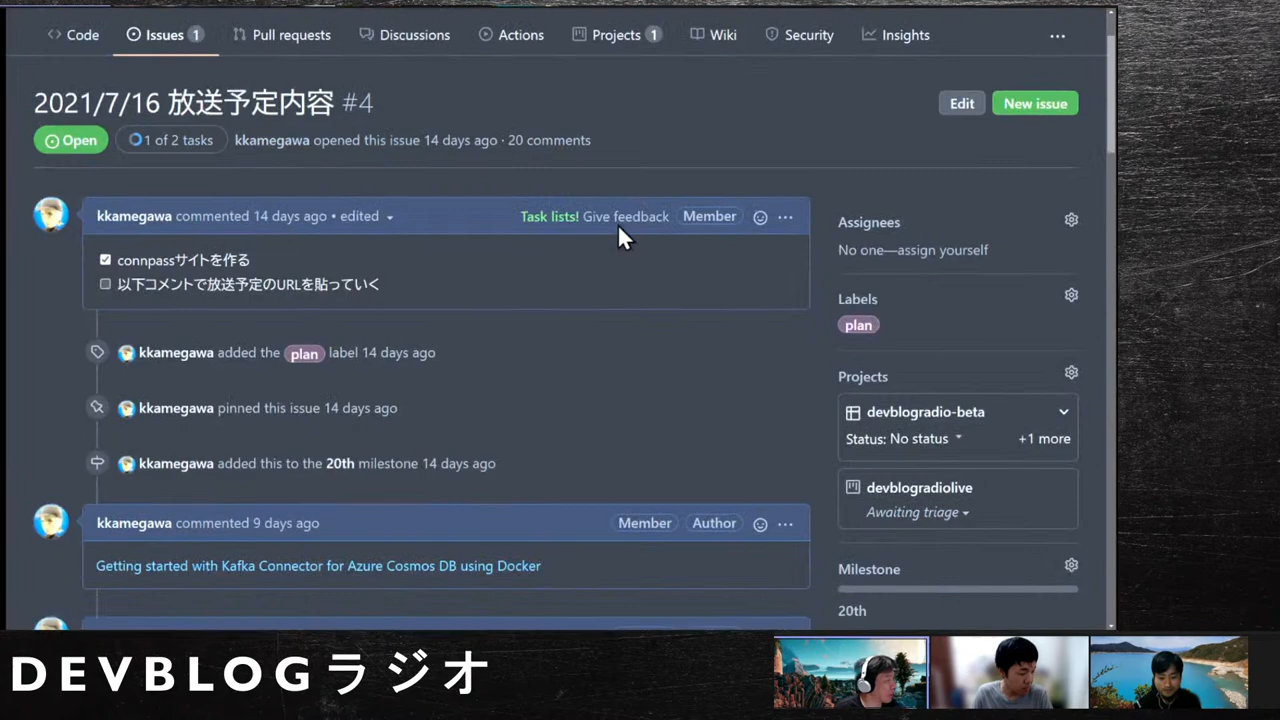 Code
Issues 1
Pull requests
Discussions
Actions
Projects 1
Wiki
Security
Insights
2021/7/16 放送予定内容 #4
Edit
New issue
Open
1 of 2 tasks
kkamegawa opened this issue 14 days ago · 20 comments
kkamegawa commented 14 days ago • edited
Task lists! Give feedback
Member
connpassサイトを作る
以下コメントで放送予定のURLを貼っていく
kkamegawa added the plan label 14 days ago
kkamegawa pinned this issue 14 days ago
kkamegawa added this to the 20th milestone 14 days ago
kkamegawa commented 9 days ago
Member
Author
Getting started with Kafka Connector for Azure Cosmos DB using Docker
Assignees
No one—assign yourself
Labels
plan
Projects
devblogradio-beta
Status: No status
+1 more
devblogradiolive
Awaiting triage
Milestone
20th
DEVBLOGラジオ